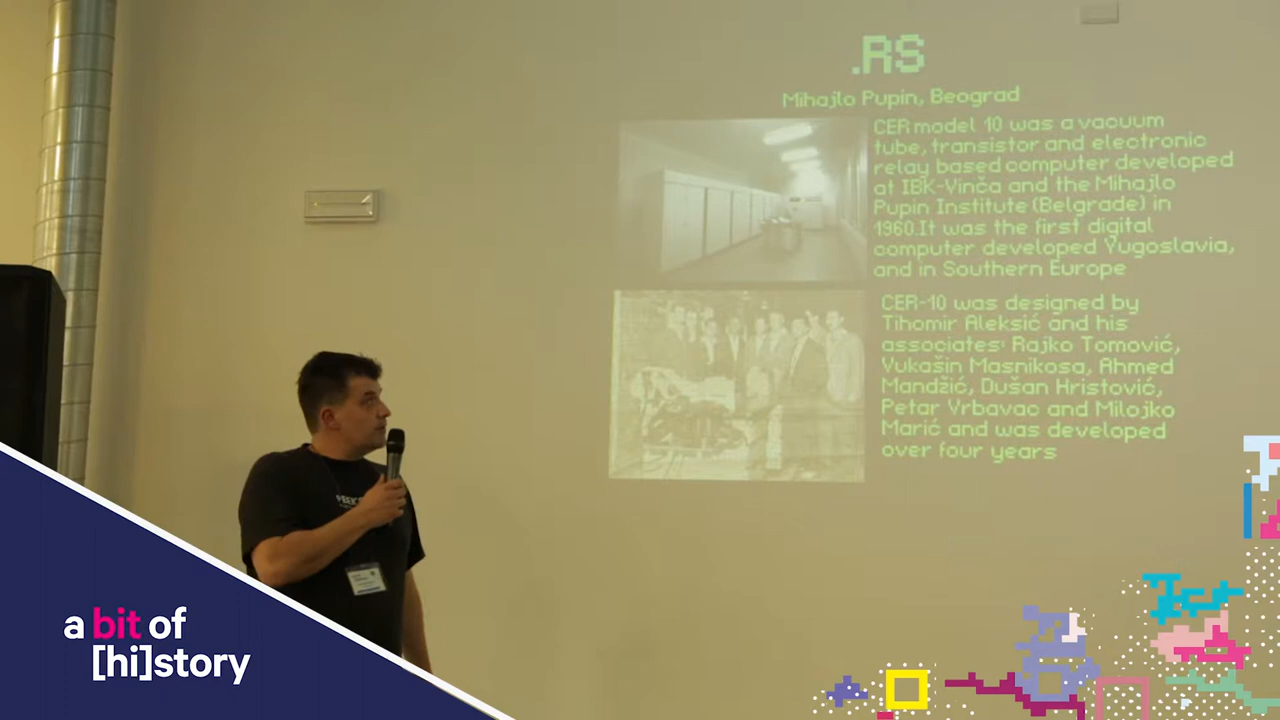 .RS
Mihajlo Pupin, Beograd
CER model 10 was a vacuum
tube, transistor and electronic
relay based computer developed
at IBK-Vinča and the Mihajlo
Pupin Institute (Belgrade) in
1960.It was the first digital
computer developed Yugoslavia,
and in Southern Europe
CER-10 was designed by
Tihomir Aleksić and his
associates: Rajko Tomović,
Vukašin Masnikosa, Ahmed
Mandžić, Dušan Hristović,
Petar Vrbavac and Milojko
Marić and was developed
over four years
a bit of
[hi]story